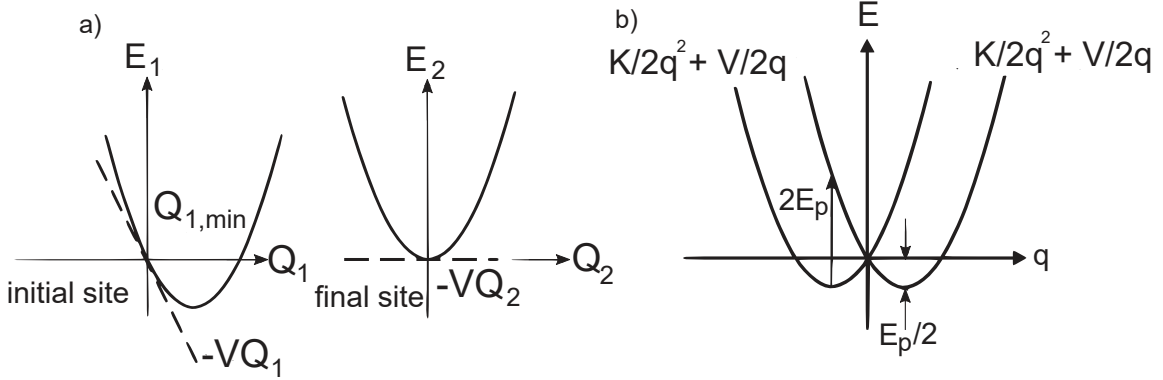 a)
E₁
Q₁,min
Q₁
initial site
-VQ₁
E₂
Q₂
final site
-VQ₂
b)
E
K/2q² + V/2q
K/2q² + V/2q
2Eₚ
q
Eₚ/2